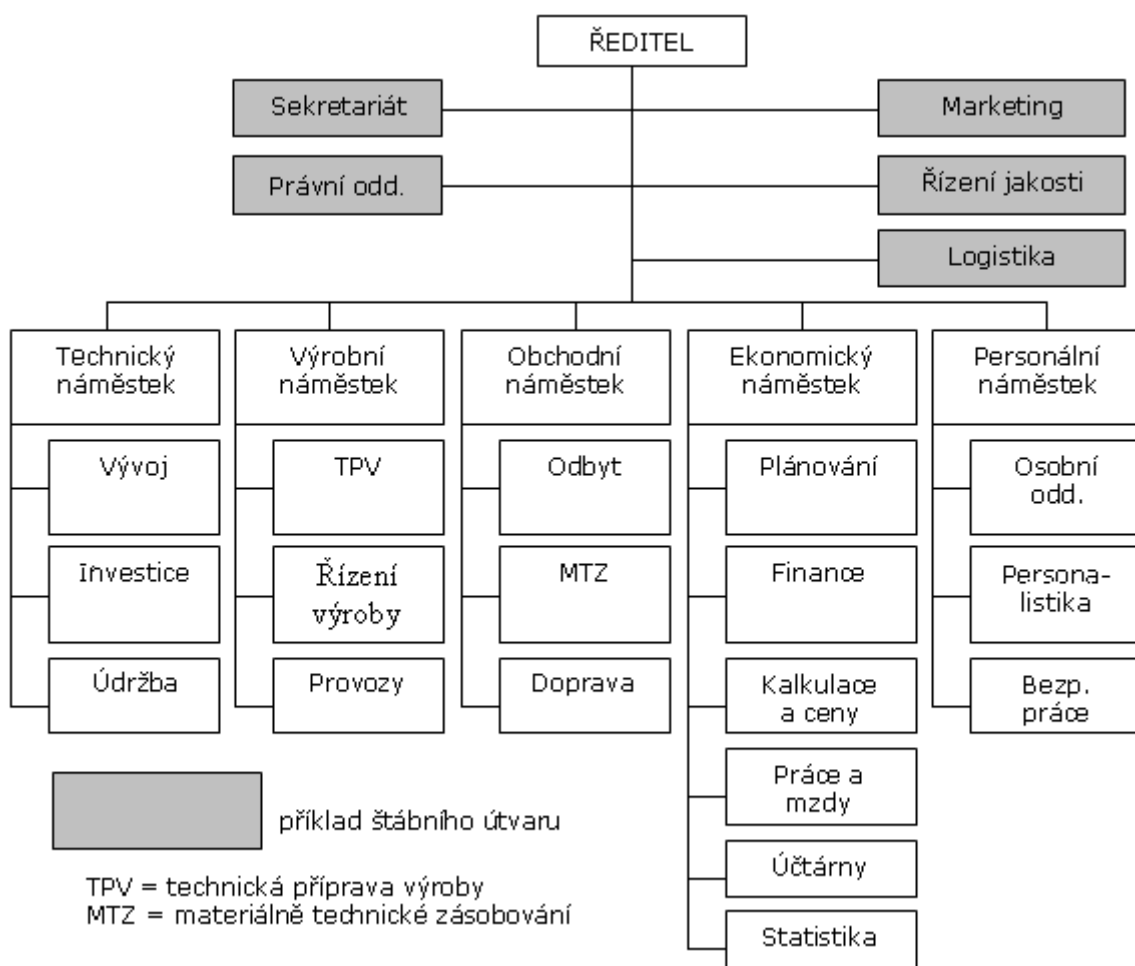 ŘEDITEL
Sekretariát
Marketing
Právní odd.
Řízení jakosti
Logistika
Technický
náměstek
Výrobní
náměstek
Obchodní
náměstek
Ekonomický
náměstek
Personální
náměstek
Vývoj
TPV
Odbyt
Plánování
Osobní
odd.
Investice
Řízení
výroby
MTZ
Finance
Persona-
listika
Údržba
Provozy
Doprava
Kalkulace
a ceny
Bezp.
práce
Práce a
mzdy
Účtárny
Statistika
příklad štábního útvaru
TPV = technická příprava výroby
MTZ = materiálně technické zásobování